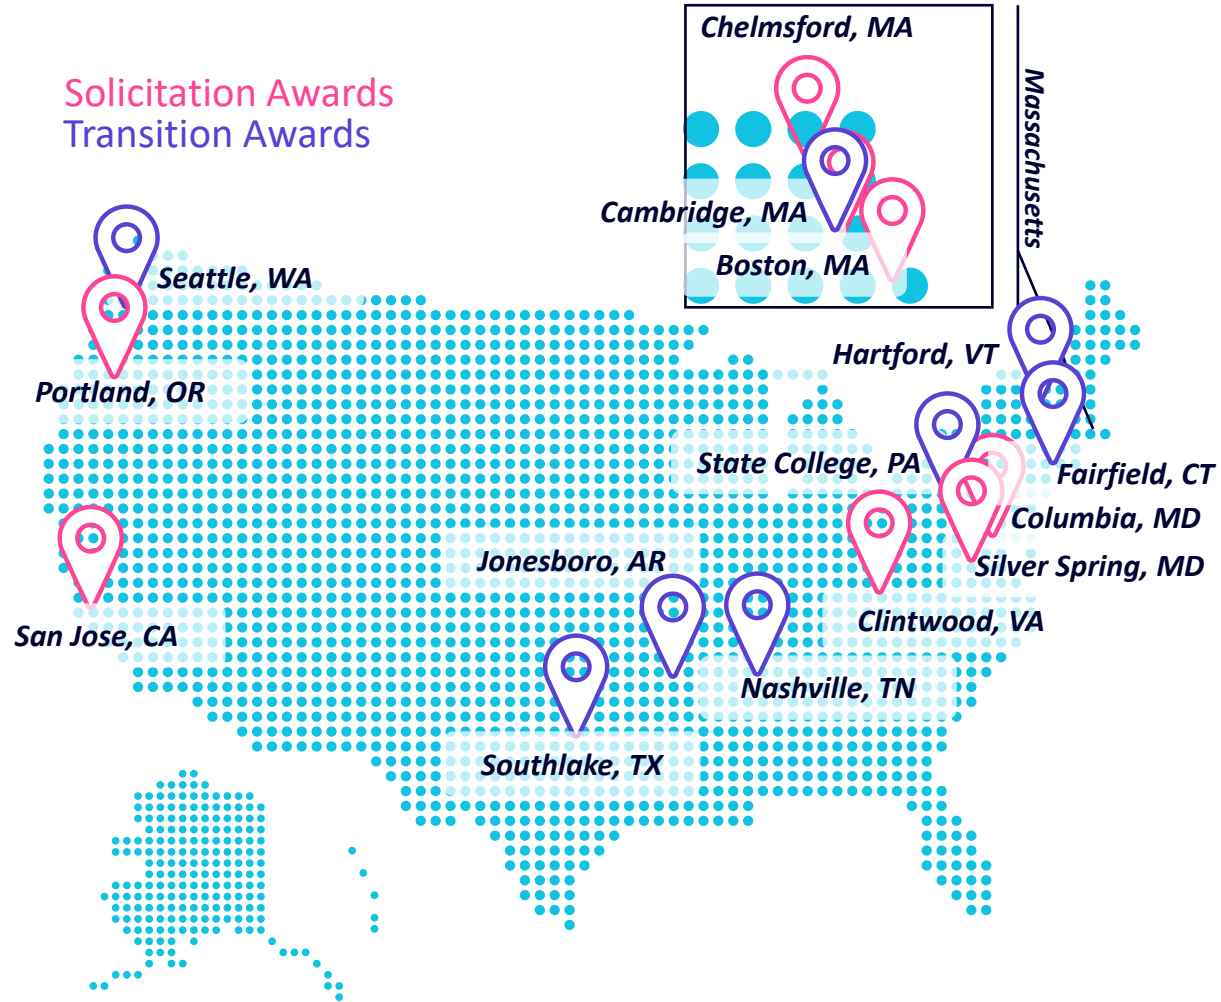 Chelmsford, MA
Solicitation Awards
Transition Awards
Massachusetts
Cambridge, MA
Boston, MA
Seattle, WA
Hartford, VT
Portland, OR
State College, PA
Fairfield, CT
Columbia, MD
Jonesboro, AR
Silver Spring, MD
Clintwood, VA
San Jose, CA
Nashville, TN
Southlake, TX